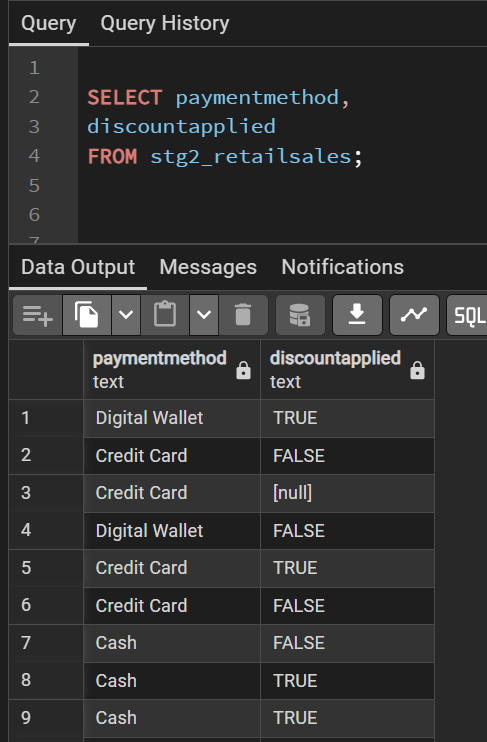 Query Query History
1
2 SELECT paymentmethod,
3 discountapplied
4 FROM stg2_retailsales;
5
6
7
Data Output Messages Notifications
SQL
paymentmethod discountapplied
text text
1 Digital Wallet TRUE
2 Credit Card FALSE
3 Credit Card [null]
4 Digital Wallet FALSE
5 Credit Card TRUE
6 Credit Card FALSE
7 Cash FALSE
8 Cash TRUE
9 Cash TRUE